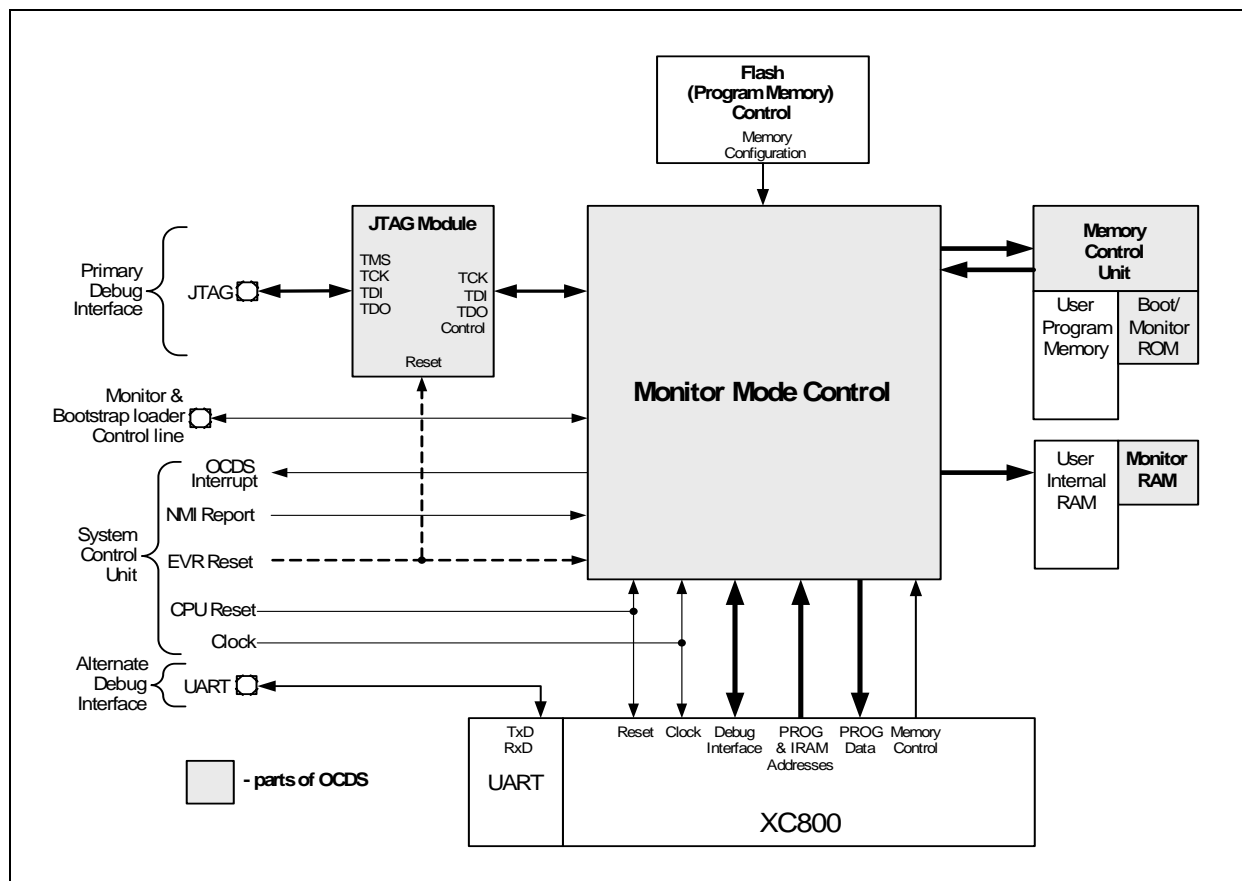 Flash
(Program Memory)
Control
Memory
Configuration
JTAG Module
TMS
TCK
TDI
TDO
TCK
TDI
TDO
Control
Reset
Primary
Debug
Interface
JTAG
Monitor &
Bootstrap loader
Control line
System
Control
Unit
OCDS
Interrupt
NMI Report
EVR Reset
CPU Reset
Clock
Alternate
Debug
Interface
UART
Monitor Mode Control
Memory
Control
Unit
User
Program
Memory
Boot/
Monitor
ROM
User
Internal
RAM
Monitor
RAM
TxD
RxD
UART
Reset
Clock
Debug
Interface
PROG
& IRAM
Addresses
PROG
Data
Memory
Control
XC800
- parts of OCDS